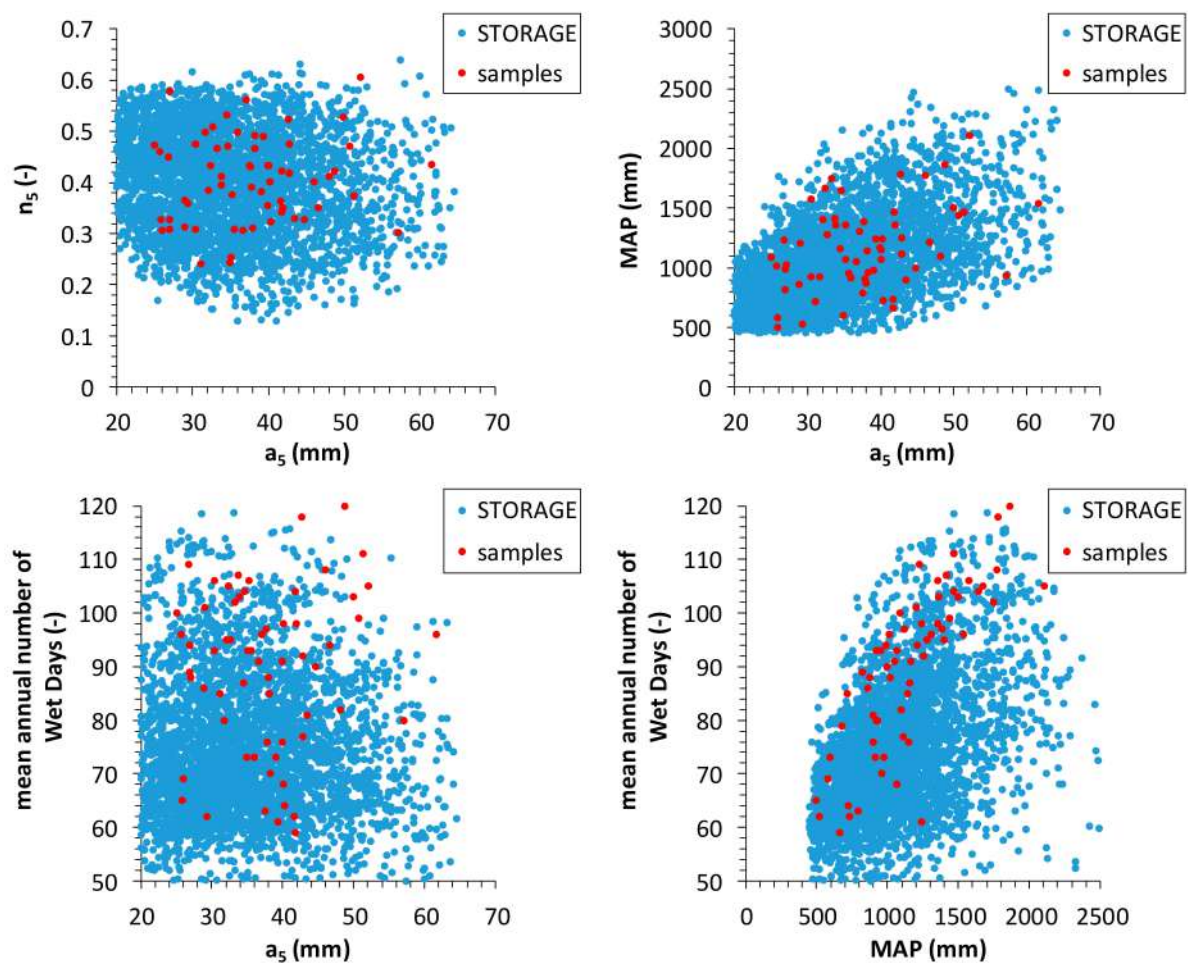 0.7
0.6
0.5
0.4
0.3
0.2
0.1
0
n₅ (-)
20 30 40 50 60 70
a₅ (mm)
STORAGE
samples
3000
2500
2000
1500
1000
500
0
MAP (mm)
20 30 40 50 60 70
a₅ (mm)
STORAGE
samples
120
110
100
90
80
70
60
50
mean annual number of
Wet Days (-)
20 30 40 50 60 70
a₅ (mm)
STORAGE
samples
120
110
100
90
80
70
60
50
mean annual number of
Wet Days (-)
0 500 1000 1500 2000 2500
MAP (mm)
STORAGE
samples